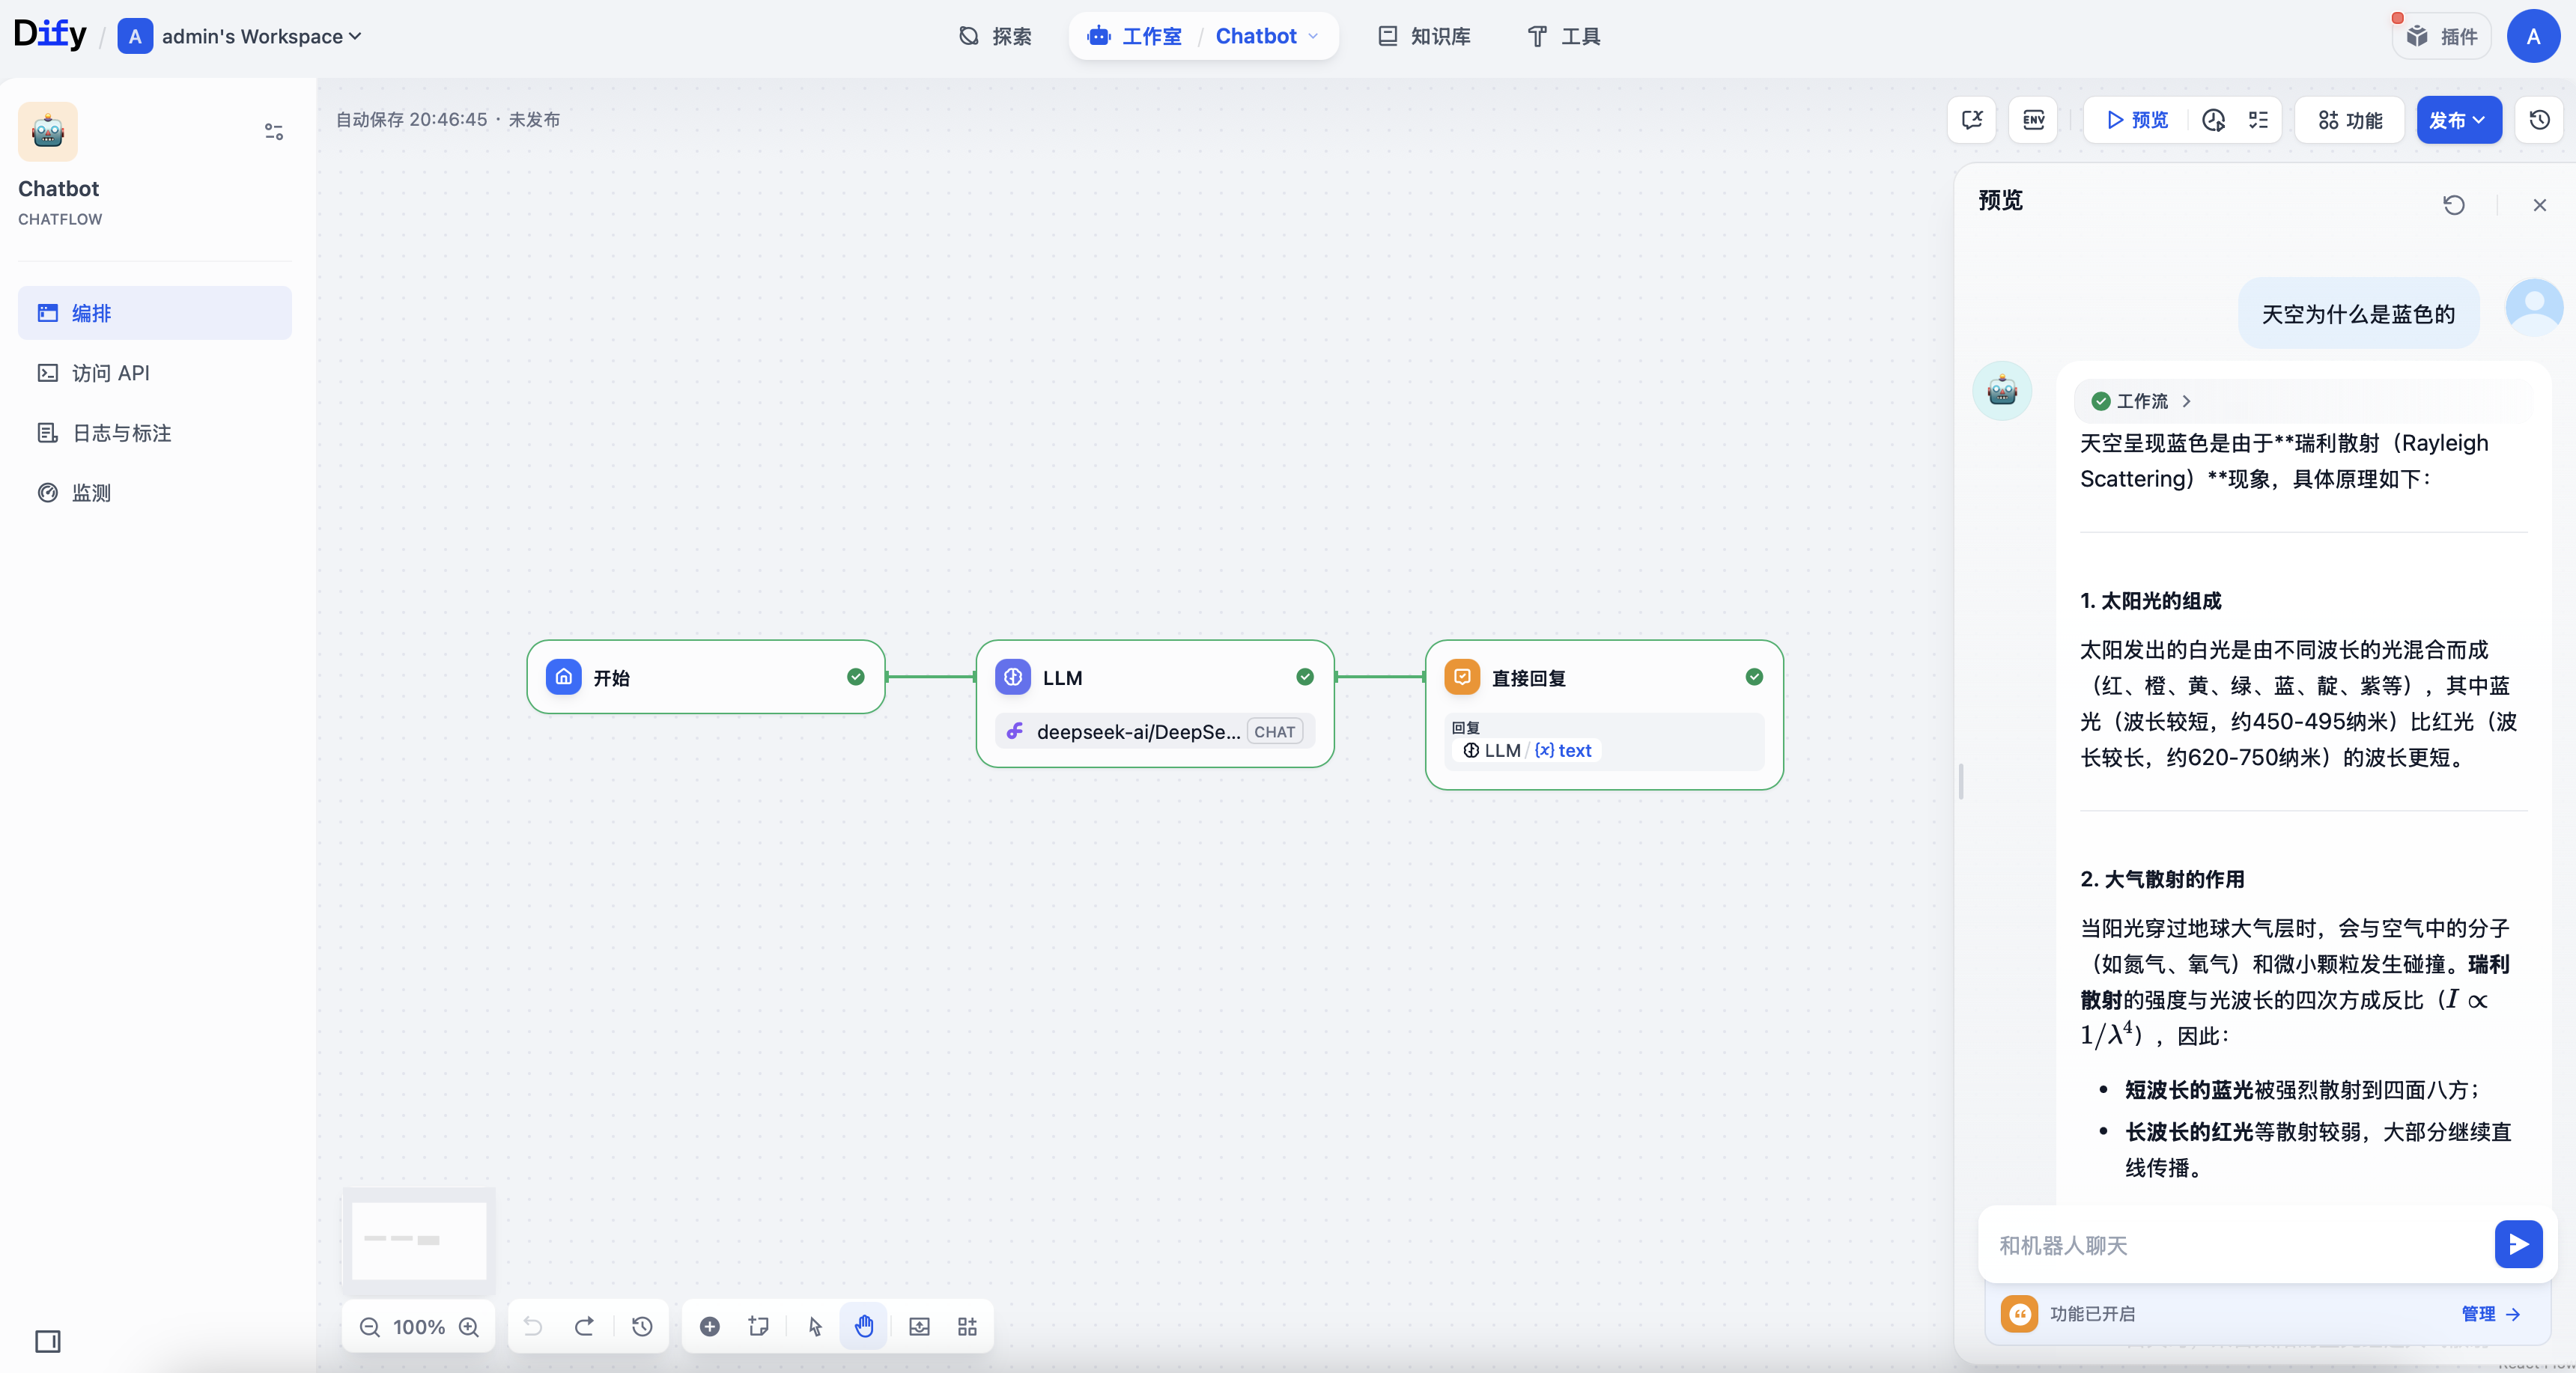 Dify / A admin's Workspace
探索
工作室 / Chatbot
知识库
工具
插件
A
Chatbot
CHATFLOW
编排
访问 API
日志与标注
监测
自动保存 20:46:45 · 未发布
ENV
预览
功能
发布
开始
LLM
deepseek-ai/DeepSe... CHAT
直接回复
回复
LLM / {x} text
100%
预览
天空为什么是蓝色的
工作流
天空呈现蓝色是由于**瑞利散射（Rayleigh
Scattering）**现象，具体原理如下：
1. 太阳光的组成
太阳发出的白光是由不同波长的光混合而成
（红、橙、黄、绿、蓝、靛、紫等），其中蓝
光（波长较短，约450-495纳米）比红光（波
长较长，约620-750纳米）的波长更短。
2. 大气散射的作用
当阳光穿过地球大气层时，会与空气中的分子
（如氮气、氧气）和微小颗粒发生碰撞。瑞利
散射的强度与光波长的四次方成反比（I ∝
1/λ⁴），因此：
• 短波长的蓝光被强烈散射到四面八方；
• 长波长的红光等散射较弱，大部分继续直
线传播。
和机器人聊天
功能已开启
管理 →